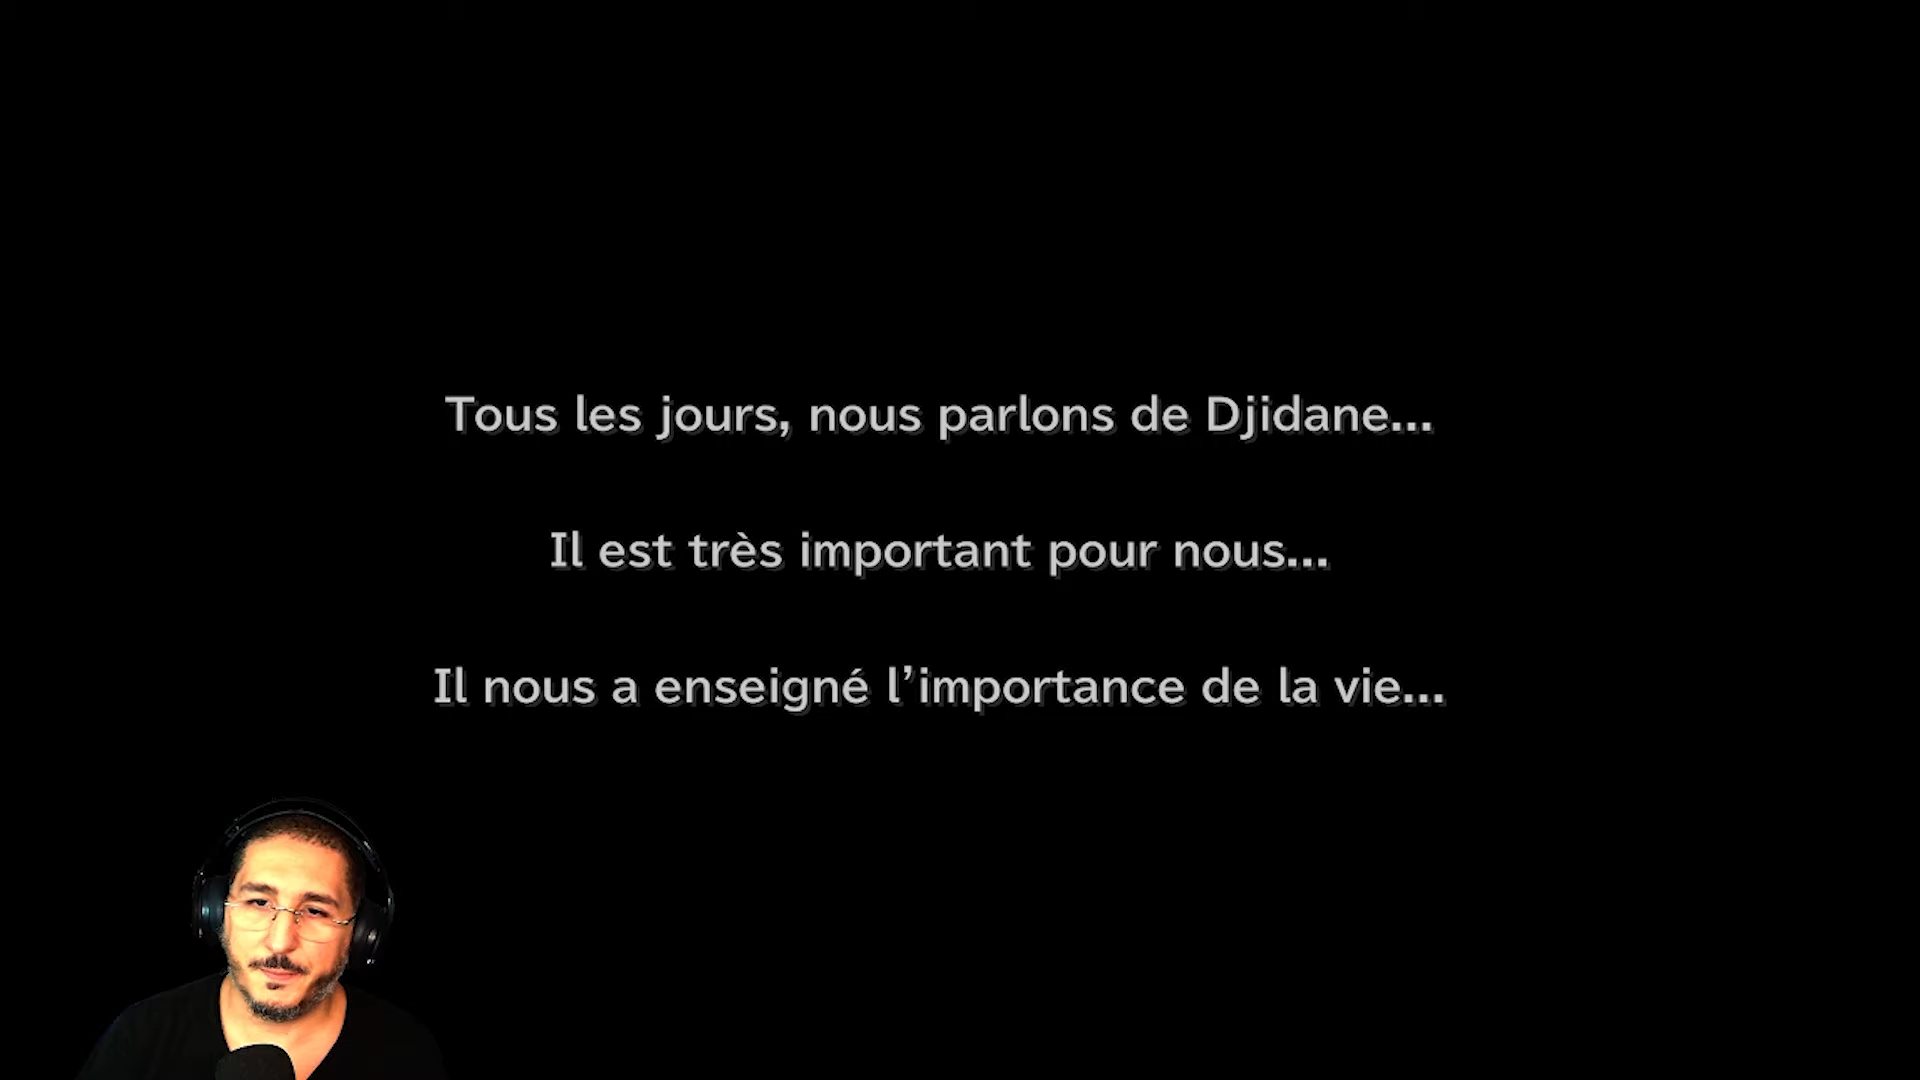 Tous les jours, nous parlons de Djidane...
Il est très important pour nous...
Il nous a enseigné l’importance de la vie...